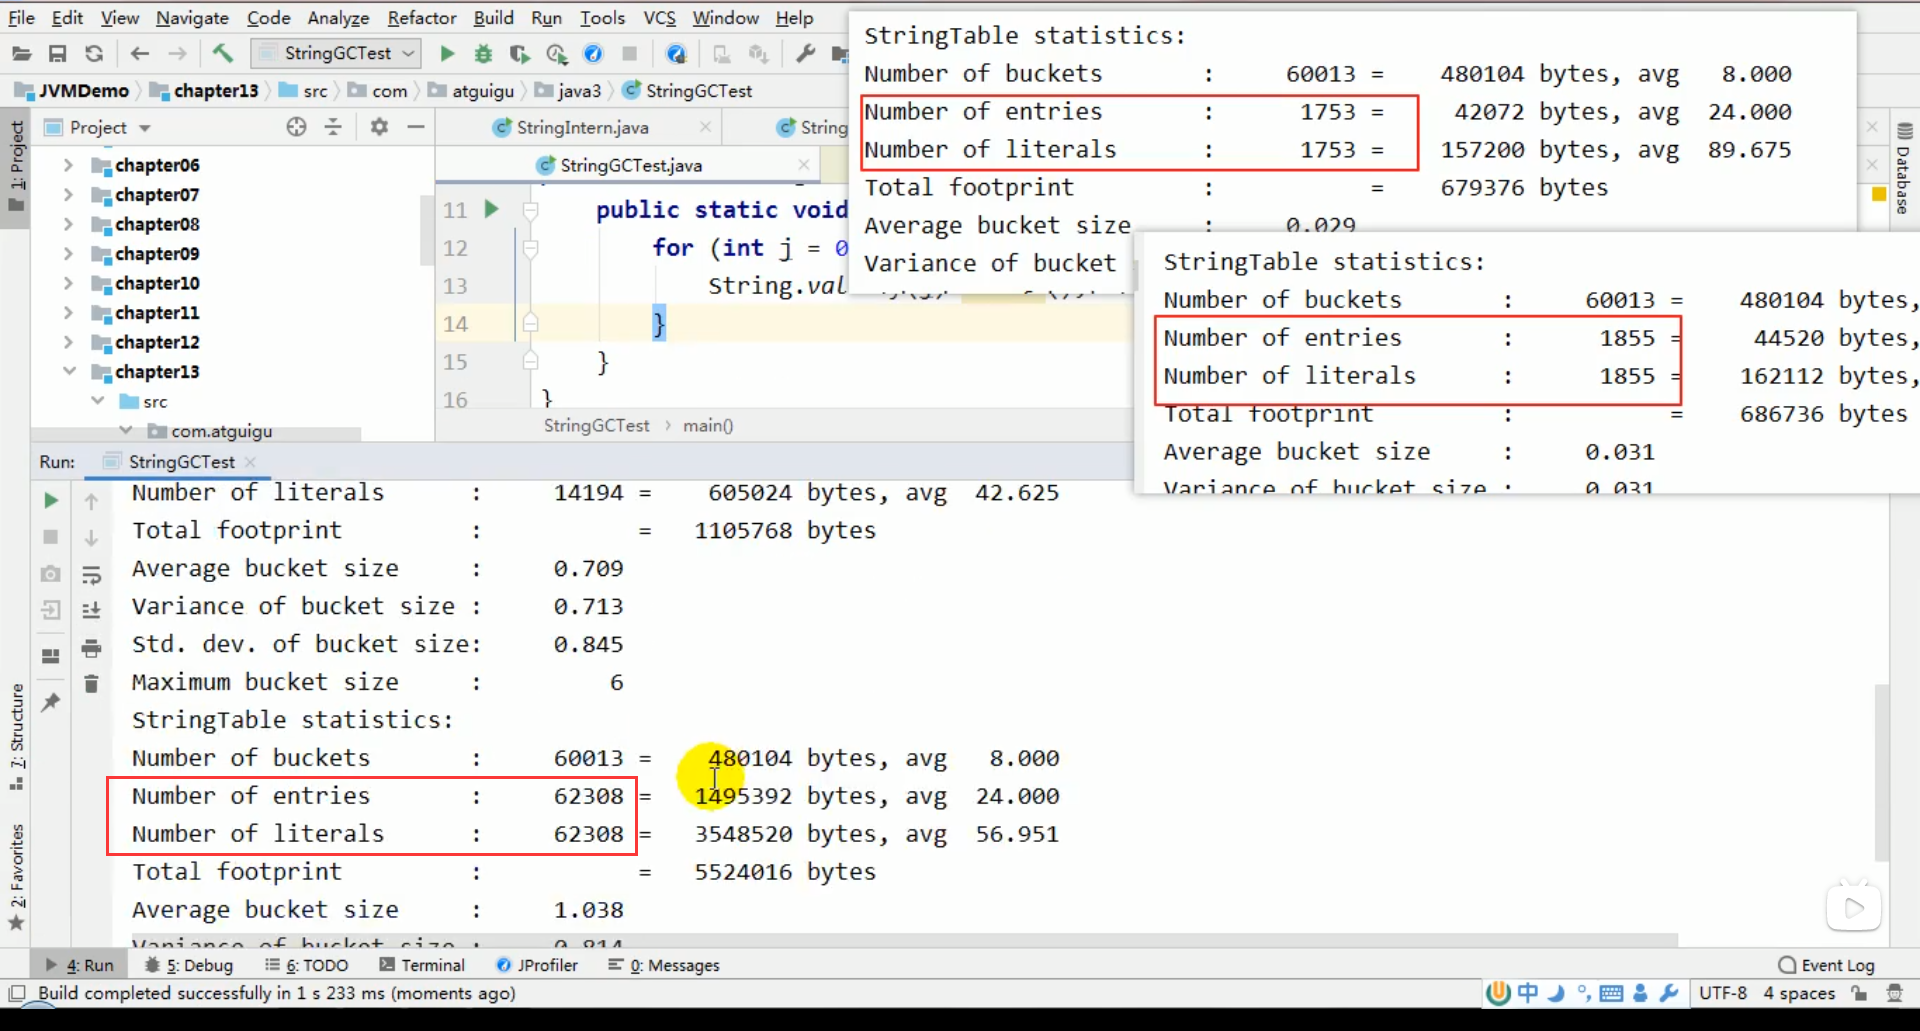 File Edit View Navigate Code Analyze Refactor Build Run Tools VCS Window Help
StringGCTest
JVMDemo chapter13 src com atguigu java3 StringGCTest
1: Project
Project
StringIntern.java
String
StringGCTest.java
chapter06
chapter07
chapter08
chapter09
chapter10
chapter11
chapter12
chapter13
src
com.atguigu
11 public static void
12 for (int j = 0
13 String.val
14 }
15 }
16 }
StringGCTest main()
StringTable statistics:
Number of buckets : 60013 = 480104 bytes, avg 8.000
Number of entries : 1753 = 42072 bytes, avg 24.000
Number of literals : 1753 = 157200 bytes, avg 89.675
Total footprint : = 679376 bytes
Average bucket size : 0.029
Variance of bucket
StringTable statistics:
Number of buckets : 60013 = 480104 bytes,
Number of entries : 1855 = 44520 bytes,
Number of literals : 1855 = 162112 bytes,
Total footprint : = 686736 bytes
Average bucket size : 0.031
Variance of bucket size : 0.031
Database
Run: StringGCTest
Number of literals : 14194 = 605024 bytes, avg 42.625
Total footprint : = 1105768 bytes
Average bucket size : 0.709
Variance of bucket size : 0.713
Std. dev. of bucket size: 0.845
Maximum bucket size : 6
StringTable statistics:
Number of buckets : 60013 = 480104 bytes, avg 8.000
Number of entries : 62308 = 1495392 bytes, avg 24.000
Number of literals : 62308 = 3548520 bytes, avg 56.951
Total footprint : = 5524016 bytes
Average bucket size : 1.038
Variance of bucket size : 0.814
7: Structure
2: Favorites
4: Run 5: Debug 6: TODO Terminal JProfiler 0: Messages Event Log
Build completed successfully in 1 s 233 ms (moments ago) 中 UTF-8 4 spaces